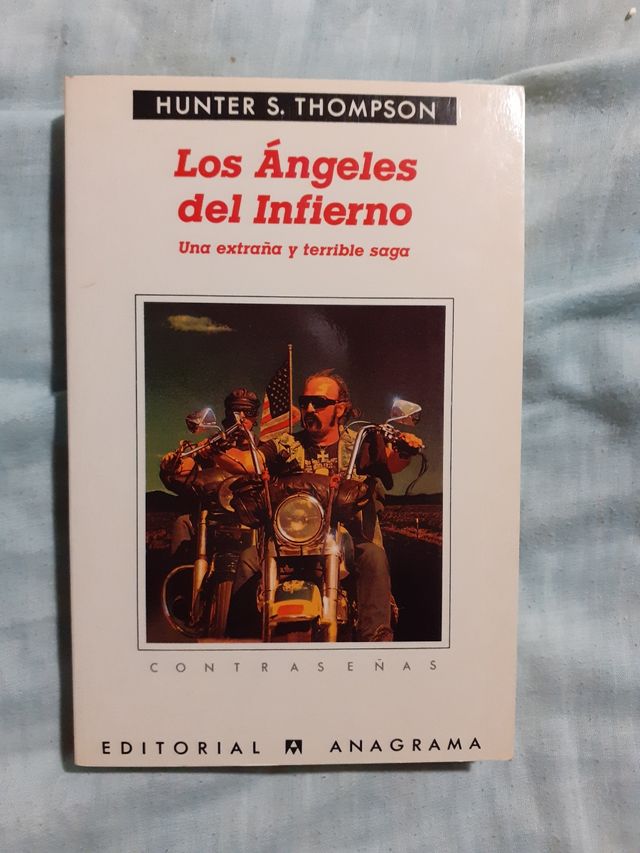 HUNTER S. THOMPSON
Los Ángeles
del Infierno
Una extraña y terrible saga
CONTRASEÑAS
EDITORIAL ANAGRAMA